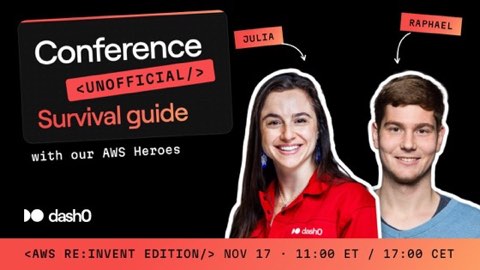 Conference
<UNOFFICIAL/>
Survival guide
with our AWS Heroes
JULIA
RAPHAEL
dash0
dash0
<AWS RE:INVENT EDITION/> NOV 17 · 11:00 ET / 17:00 CET